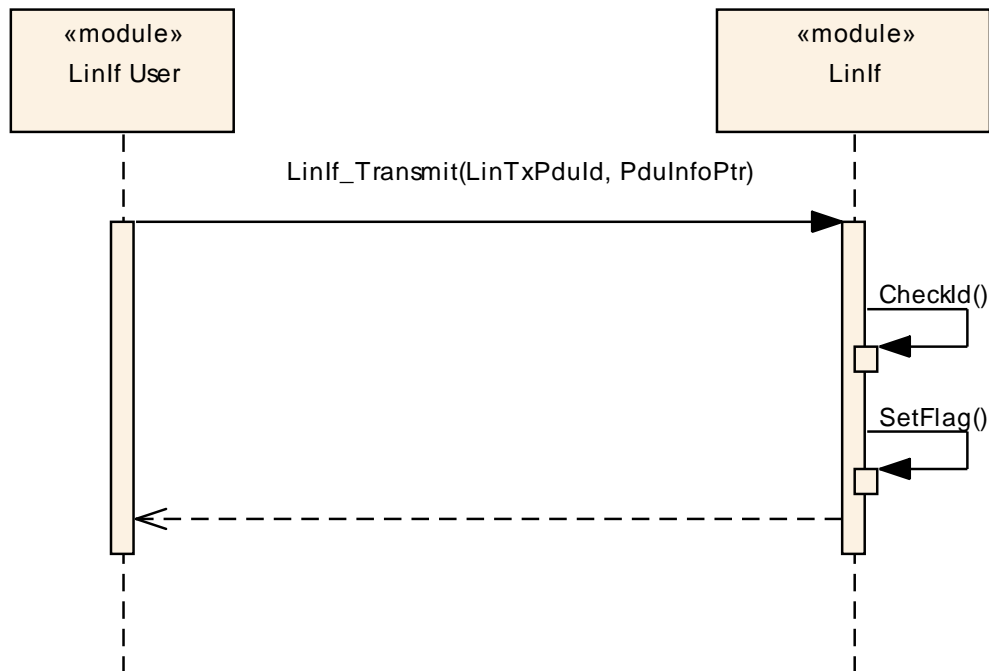 «module»
LinIf User
«module»
LinIf
LinIf_Transmit(LinTxPduId, PduInfoPtr)
CheckId()
SetFlag()